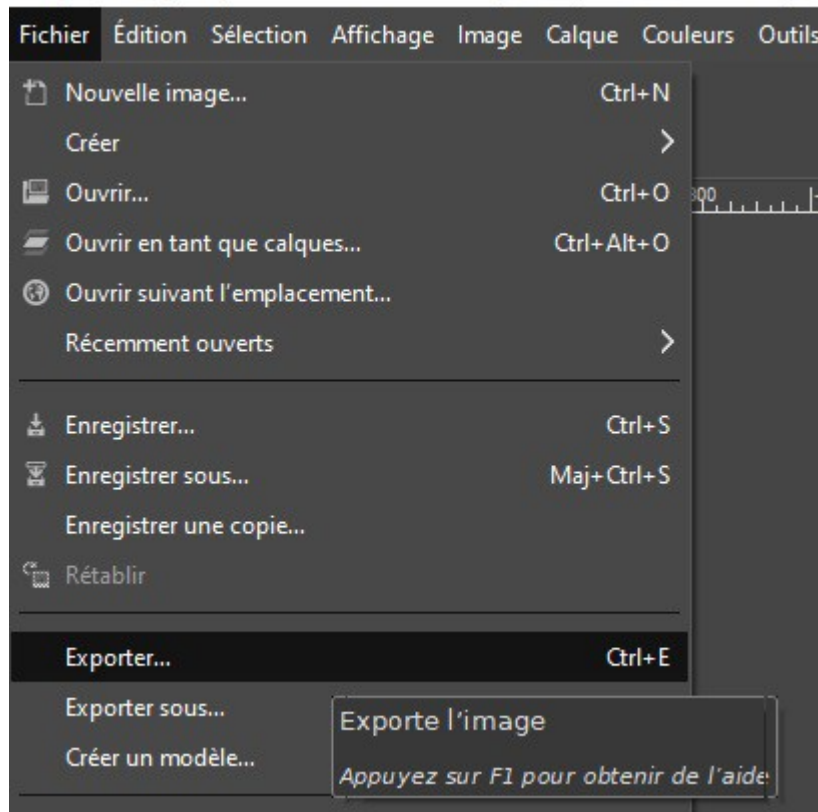 Fichier Édition Sélection Affichage Image Calque Couleurs Outils
Nouvelle image... Ctrl+N
Créer
Ouvrir... Ctrl+O
Ouvrir en tant que calques... Ctrl+Alt+O
Ouvrir suivant l'emplacement...
Récemment ouverts
Enregistrer... Ctrl+S
Enregistrer sous... Maj+Ctrl+S
Enregistrer une copie...
Rétablir
Exporter... Ctrl+E
Exporter sous...
Créer un modèle...
Exporte l'image
Appuyez sur F1 pour obtenir de l'aide